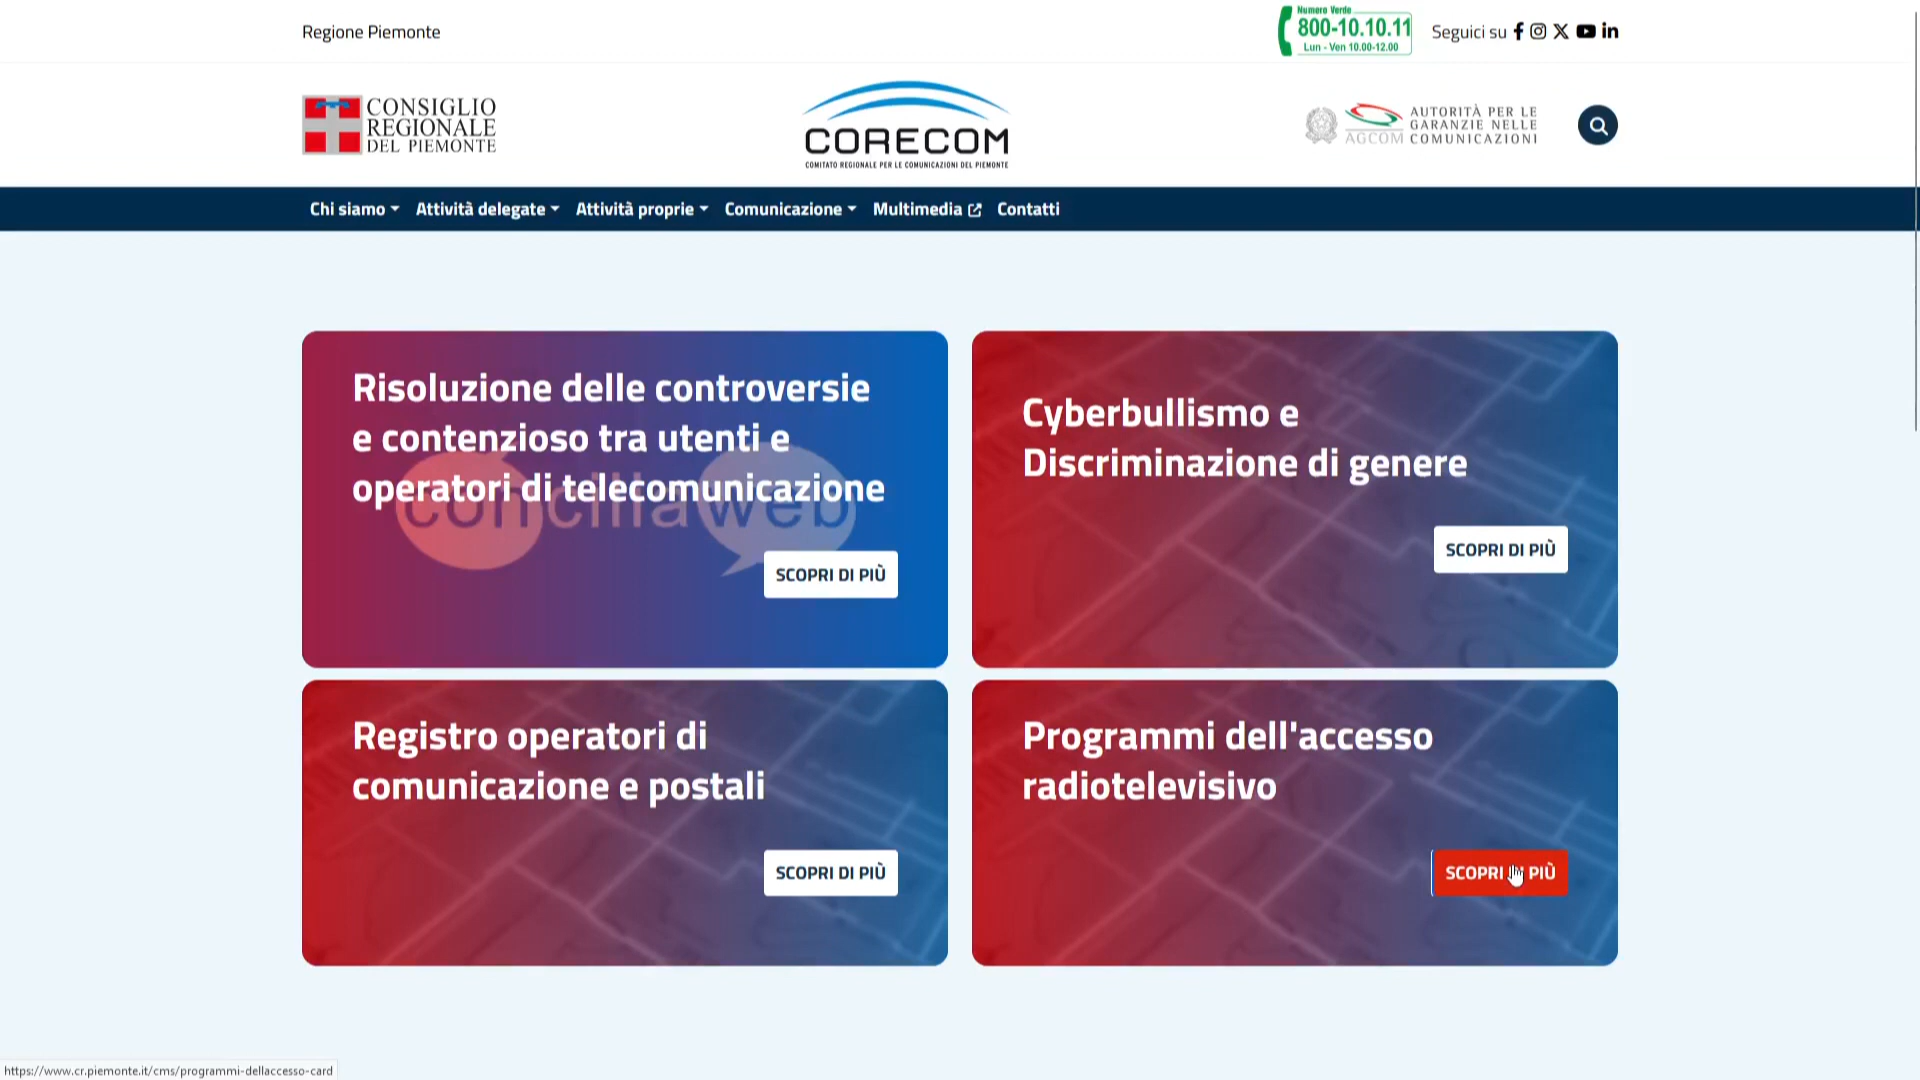 Regione Piemonte
Numero Verde
800-10.10.11
Lun - Ven 10.00-12.00
Seguici su
CONSIGLIO
REGIONALE
DEL PIEMONTE
CORECOM
COMITATO REGIONALE PER LE COMUNICAZIONI DEL PIEMONTE
AGCOM
AUTORITÀ PER LE
GARANZIE NELLE
COMUNICAZIONI
Chi siamo Attività delegate Attività proprie Comunicazione Multimedia Contatti
Risoluzione delle controversie
e contenzioso tra utenti e
operatori di telecomunicazione
conciliaweb
SCOPRI DI PIÙ
Cyberbullismo e
Discriminazione di genere
SCOPRI DI PIÙ
Registro operatori di
comunicazione e postali
SCOPRI DI PIÙ
Programmi dell'accesso
radiotelevisivo
SCOPRI DI PIÙ
https://www.cr.piemonte.it/cms/programmi-dellaccesso-card